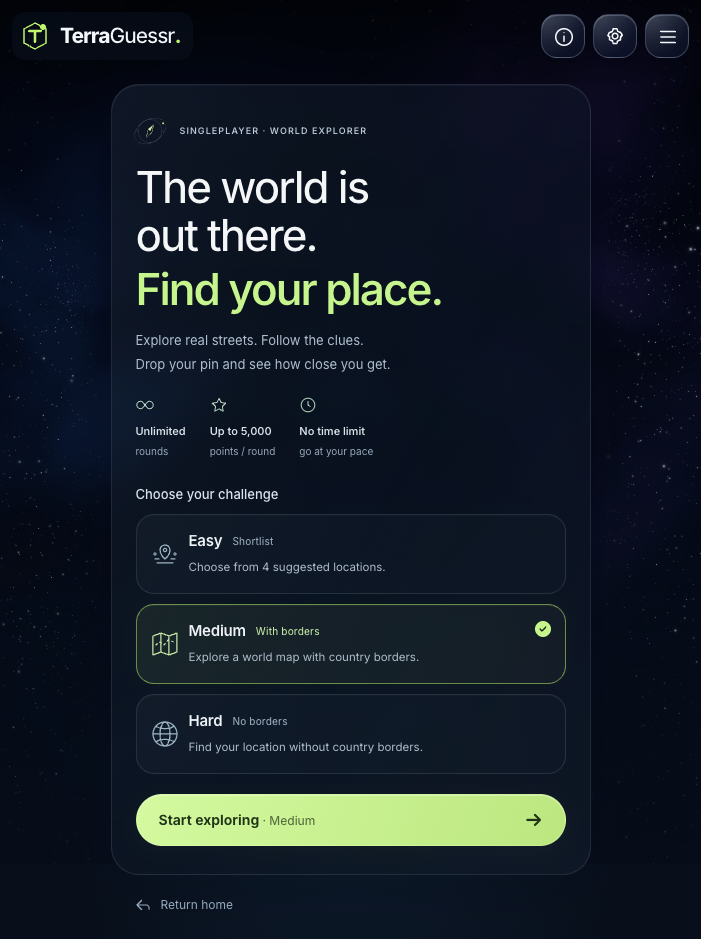 TerraGuessr.
SINGLEPLAYER · WORLD EXPLORER
The world is
out there.
Find your place.
Explore real streets. Follow the clues.
Drop your pin and see how close you get.
Unlimited
rounds
Up to 5,000
points / round
No time limit
go at your pace
Choose your challenge
Easy Shortlist
Choose from 4 suggested locations.
Medium With borders
Explore a world map with country borders.
Hard No borders
Find your location without country borders.
Start exploring · Medium
Return home